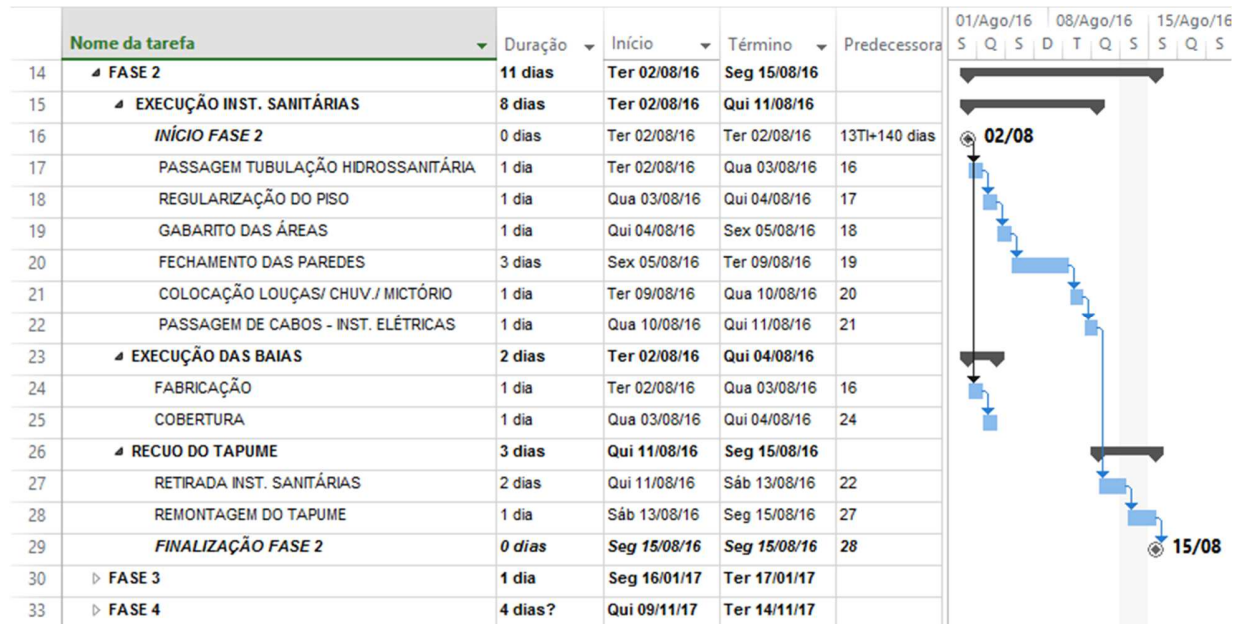 01/Ago/16 08/Ago/16 15/Ago/16
Nome da tarefa Duração Início Término Predecessora S Q S D T Q S S Q S
14 FASE 2 11 dias Ter 02/08/16 Seg 15/08/16
15 EXECUÇÃO INST. SANITÁRIAS 8 dias Ter 02/08/16 Qui 11/08/16
16 INÍCIO FASE 2 0 dias Ter 02/08/16 Ter 02/08/16 13TI+140 dias 02/08
17 PASSAGEM TUBULAÇÃO HIDROSSANITÁRIA 1 dia Ter 02/08/16 Qua 03/08/16 16
18 REGULARIZAÇÃO DO PISO 1 dia Qua 03/08/16 Qui 04/08/16 17
19 GABARITO DAS ÁREAS 1 dia Qui 04/08/16 Sex 05/08/16 18
20 FECHAMENTO DAS PAREDES 3 dias Sex 05/08/16 Ter 09/08/16 19
21 COLOCAÇÃO LOUÇAS/ CHUV./ MICTÓRIO 1 dia Ter 09/08/16 Qua 10/08/16 20
22 PASSAGEM DE CABOS - INST. ELÉTRICAS 1 dia Qua 10/08/16 Qui 11/08/16 21
23 EXECUÇÃO DAS BAIAS 2 dias Ter 02/08/16 Qui 04/08/16
24 FABRICAÇÃO 1 dia Ter 02/08/16 Qua 03/08/16 16
25 COBERTURA 1 dia Qua 03/08/16 Qui 04/08/16 24
26 RECUO DO TAPUME 3 dias Qui 11/08/16 Seg 15/08/16
27 RETIRADA INST. SANITÁRIAS 2 dias Qui 11/08/16 Sáb 13/08/16 22
28 REMONTAGEM DO TAPUME 1 dia Sáb 13/08/16 Seg 15/08/16 27
29 FINALIZAÇÃO FASE 2 0 dias Seg 15/08/16 Seg 15/08/16 28 15/08
30 FASE 3 1 dia Seg 16/01/17 Ter 17/01/17
33 FASE 4 4 dias? Qui 09/11/17 Ter 14/11/17